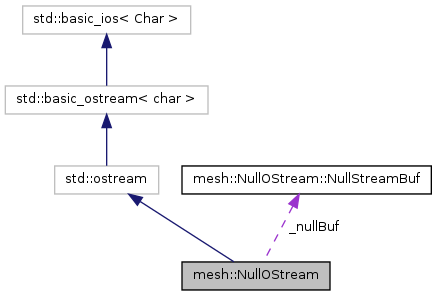 std::basic_ios< Char >
std::basic_ostream< char >
std::ostream
mesh::NullOStream::NullStreamBuf
_nullBuf
mesh::NullOStream